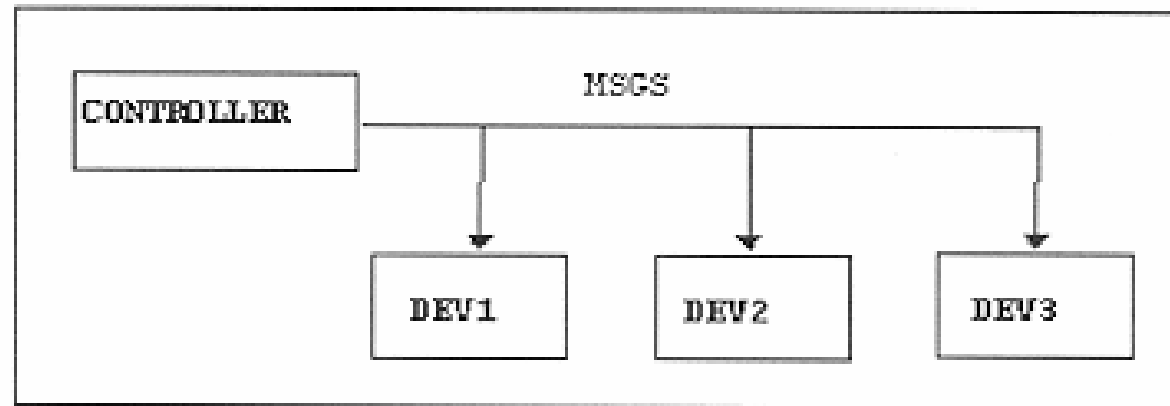 MSGS
CONTROLLER
DEV1
DEV2
DEV3